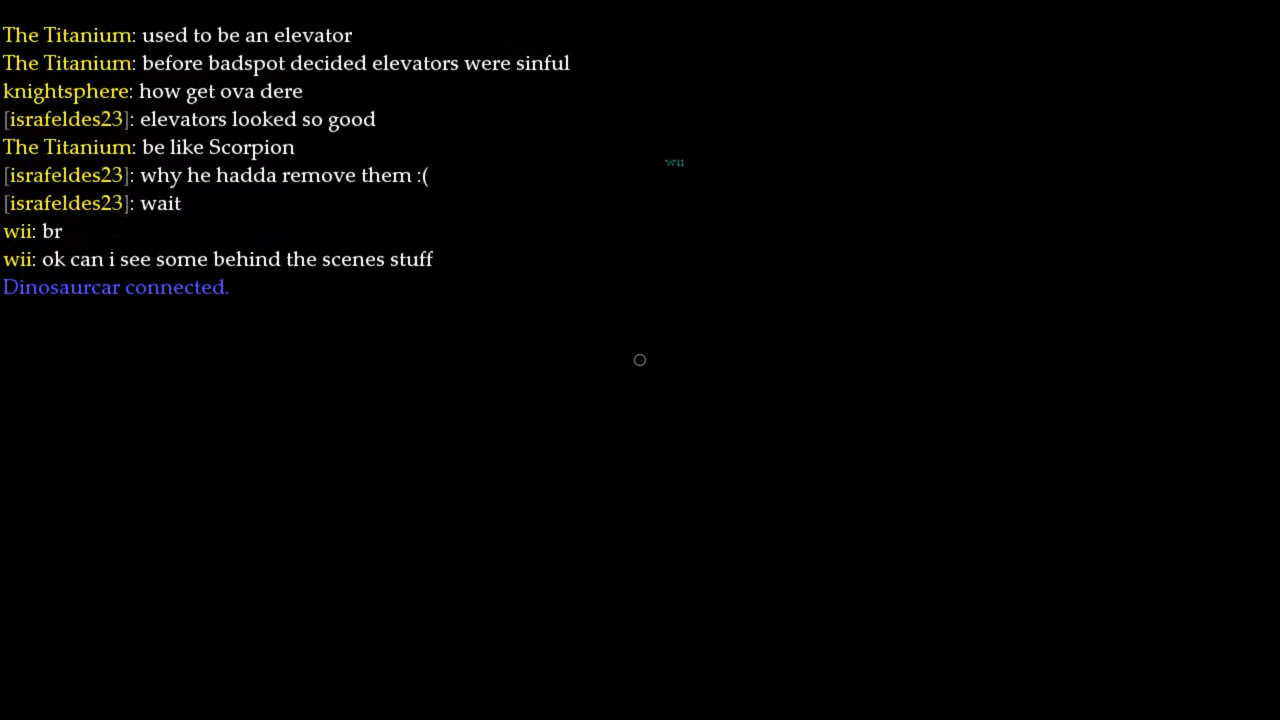 The Titanium: used to be an elevator
The Titanium: before badspot decided elevators were sinful
knightsphere: how get ova dere
[israfeldes23]: elevators looked so good
The Titanium: be like Scorpion
wii
[israfeldes23]: why he hadda remove them :(
[israfeldes23]: wait
wii: br
wii: ok can i see some behind the scenes stuff
Dinosaurcar connected.